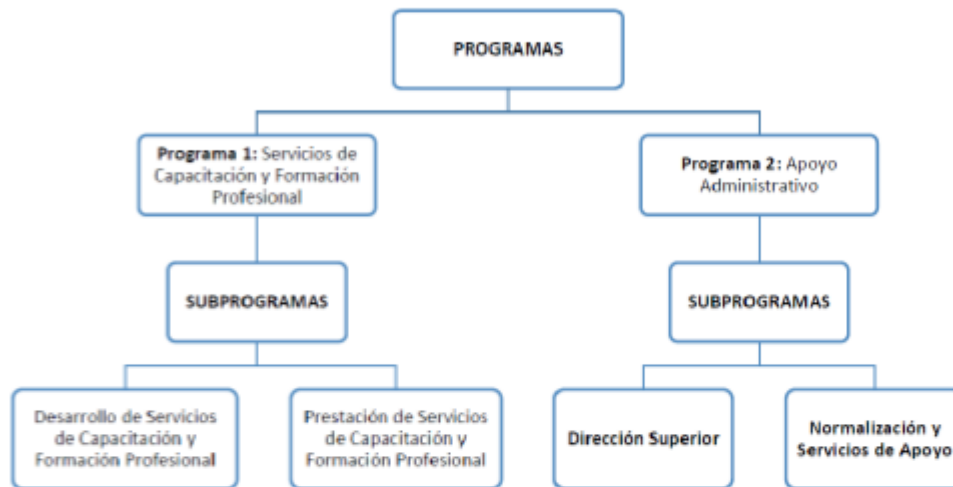 PROGRAMAS
Programa 1: Servicios de
Capacitación y Formación
Profesional
Programa 2: Apoyo
Administrativo
SUBPROGRAMAS
SUBPROGRAMAS
Desarrollo de Servicios
de Capacitación y
Formación Profesional
Prestación de Servicios
de Capacitación y
Formación Profesional
Dirección Superior
Normalización y
Servicios de Apoyo